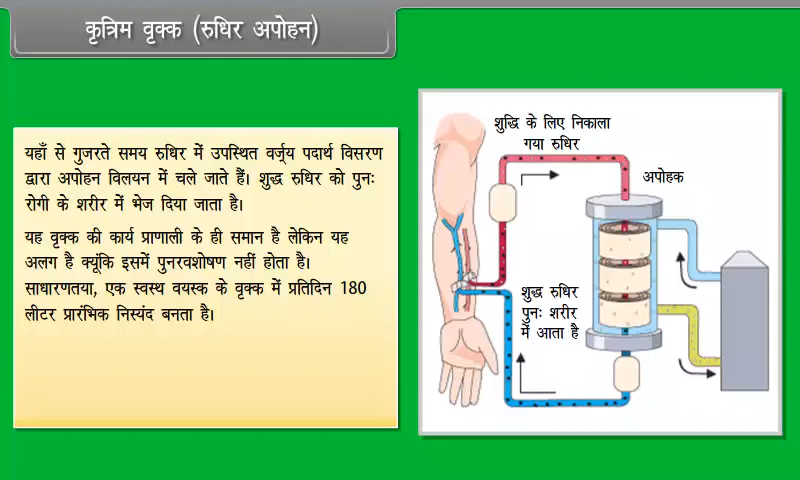 कृत्रिम वृक्क (रुधिर अपोहन)
यहाँ से गुजरते समय रुधिर में उपस्थित वर्ज्य पदार्थ विसरण
द्वारा अपोहन विलयन में चले जाते हैं। शुद्ध रुधिर को पुनः
रोगी के शरीर में भेज दिया जाता है।
यह वृक्क की कार्य प्राणाली के ही समान है लेकिन यह
अलग है क्यूंकि इसमें पुनरवशोषण नहीं होता है।
साधारणतया, एक स्वस्थ वयस्क के वृक्क में प्रतिदिन 180
लीटर प्रारंभिक निस्यंद बनता है।
शुद्धि के लिए निकाला
गया रुधिर
अपोहक
शुद्ध रुधिर
पुनः शरीर
में आता है